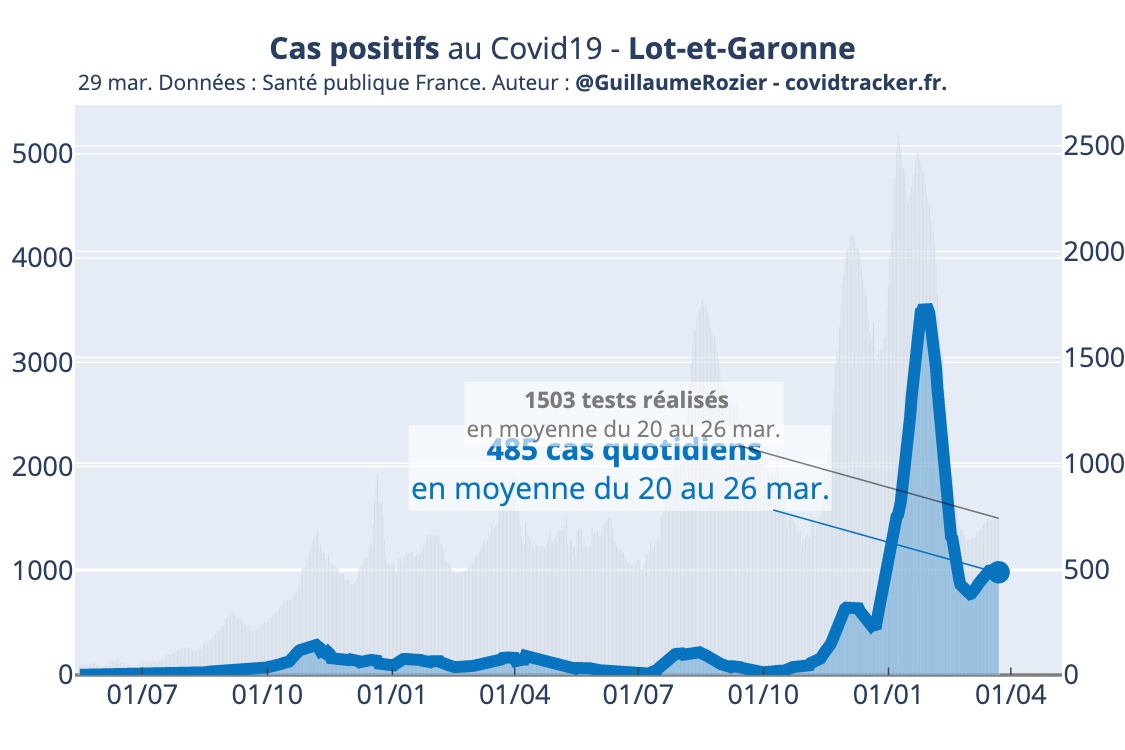 Cas positifs au Covid19 - Lot-et-Garonne
29 mar. Données : Santé publique France. Auteur : @GuillaumeRozier - covidtracker.fr.
5000
4000
3000
2000
1000
0
2500
2000
1500
1000
500
0
1503 tests réalisés
en moyenne du 20 au 26 mar.
485 cas quotidiens
en moyenne du 20 au 26 mar.
01/07 01/10 01/01 01/04 01/07 01/10 01/01 01/04